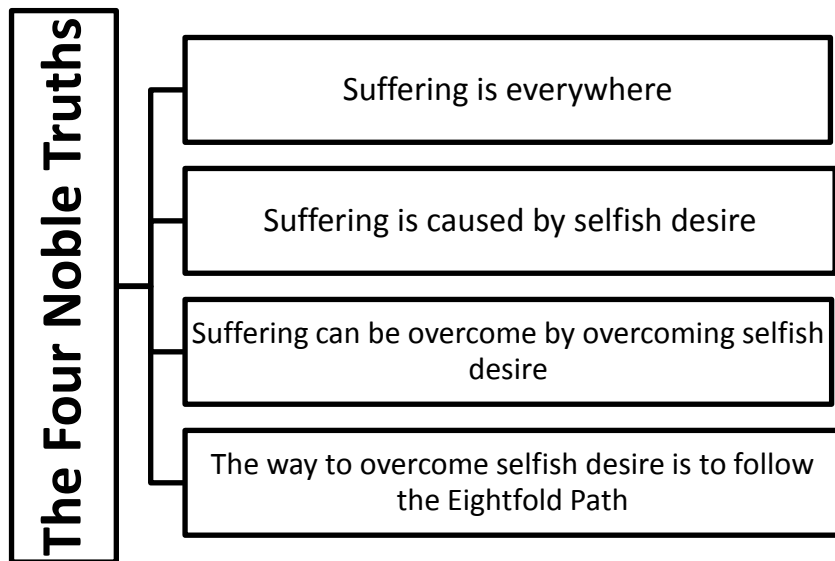 The Four Noble Truths
Suffering is everywhere
Suffering is caused by selfish desire
Suffering can be overcome by overcoming selfish
desire
The way to overcome selfish desire is to follow
the Eightfold Path